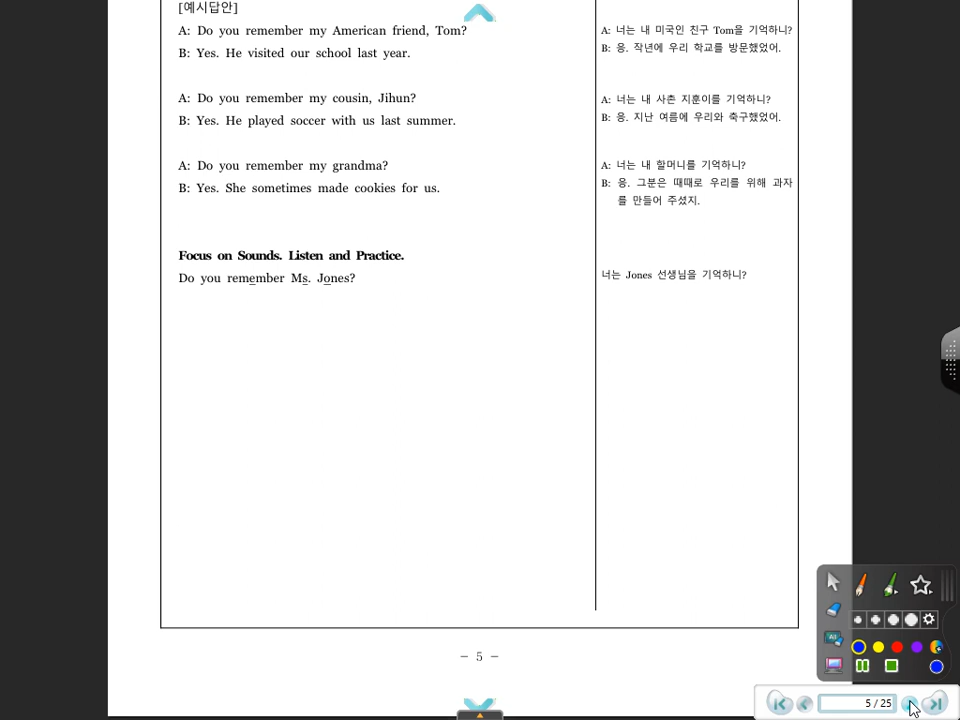 [예시답안]
A: Do you remember my American friend, Tom?
B: Yes. He visited our school last year.
A: Do you remember my cousin, Jihun?
B: Yes. He played soccer with us last summer.
A: Do you remember my grandma?
B: Yes. She sometimes made cookies for us.
Focus on Sounds. Listen and Practice.
Do you remember Ms. Jones?
A: 너는 내 미국인 친구 Tom을 기억하니?
B: 응. 작년에 우리 학교를 방문했었어.
A: 너는 내 사촌 지훈이를 기억하니?
B: 응. 지난 여름에 우리와 축구했었어.
A: 너는 내 할머니를 기억하니?
B: 응. 그분은 때때로 우리를 위해 과자
를 만들어 주셨지.
너는 Jones 선생님을 기억하니?
- 5 -
5 / 25